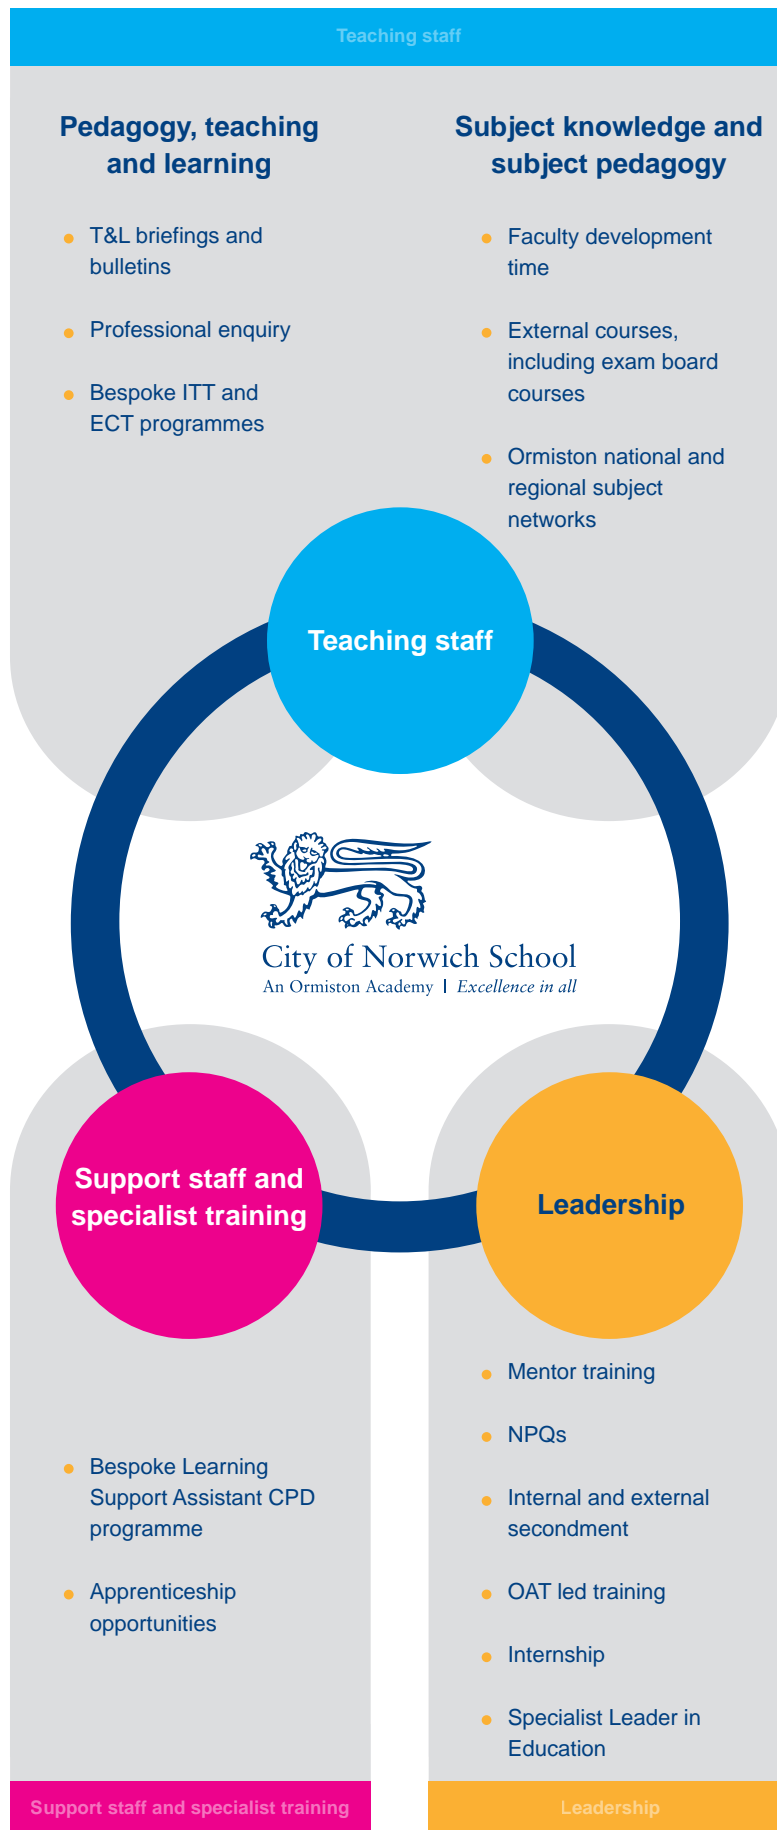 Teaching staff
Pedagogy, teaching
and learning
T&L briefings and
bulletins
Professional enquiry
Bespoke ITT and
ECT programmes
Subject knowledge and
subject pedagogy
Faculty development
time
External courses,
including exam board
courses
Ormiston national and
regional subject
networks
Teaching staff
City of Norwich School
An Ormiston Academy | Excellence in all
Support staff and
specialist training
Bespoke Learning
Support Assistant CPD
programme
Apprenticeship
opportunities
Support staff and specialist training
Leadership
Mentor training
NPQs
Internal and external
secondment
OAT led training
Internship
Specialist Leader in
Education
Leadership